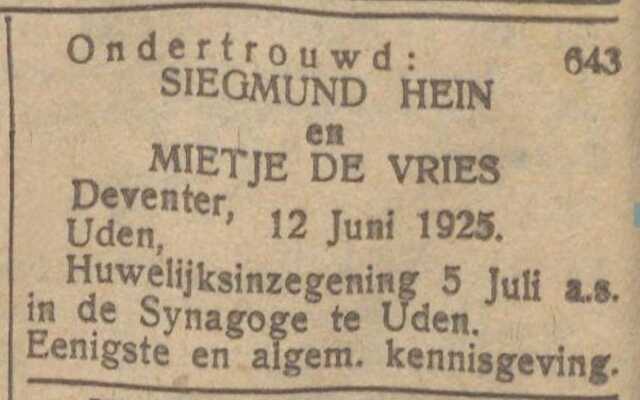 Ondertrouwd: 643
SIEGMUND HEIN
en
MIETJE DE VRIES
Deventer,
Uden, 12 Juni 1925.
Huwelijksinzegening 5 Juli a.s.
in de Synagoge te Uden.
Eenigste en algem. kennisgeving.